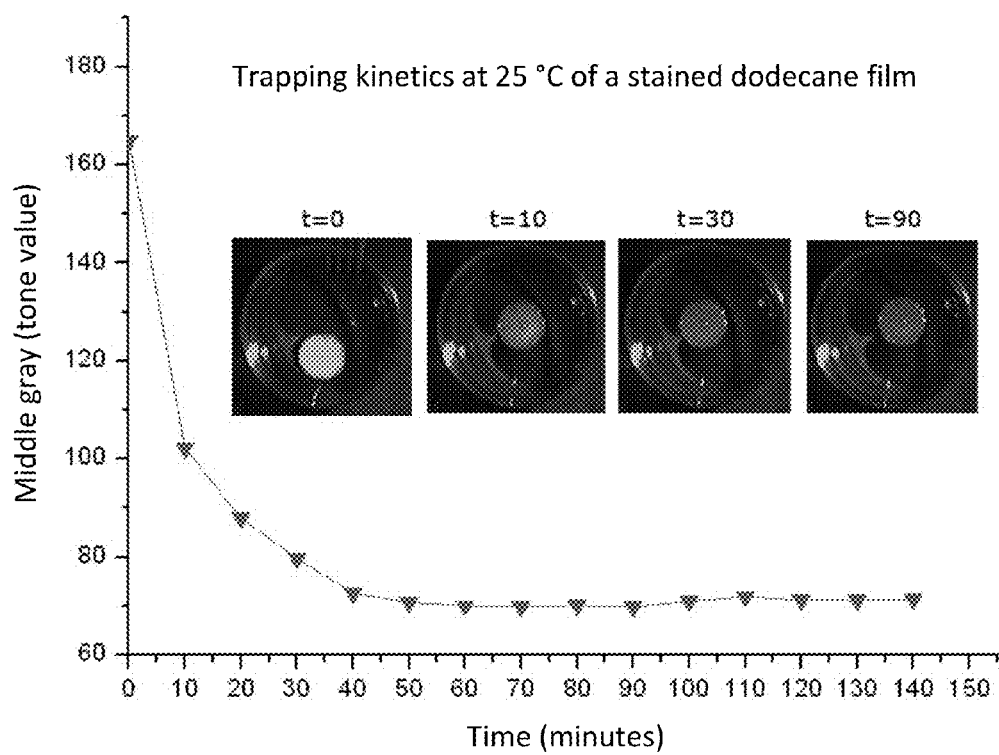 180
Trapping kinetics at 25 °C of a stained dodecane film
160
Middle gray (tone value)
t=0 t=10 t=30 t=90
140
120
100
80
60
0 10 20 30 40 50 60 70 80 90 100 110 120 130 140 150
Time (minutes)